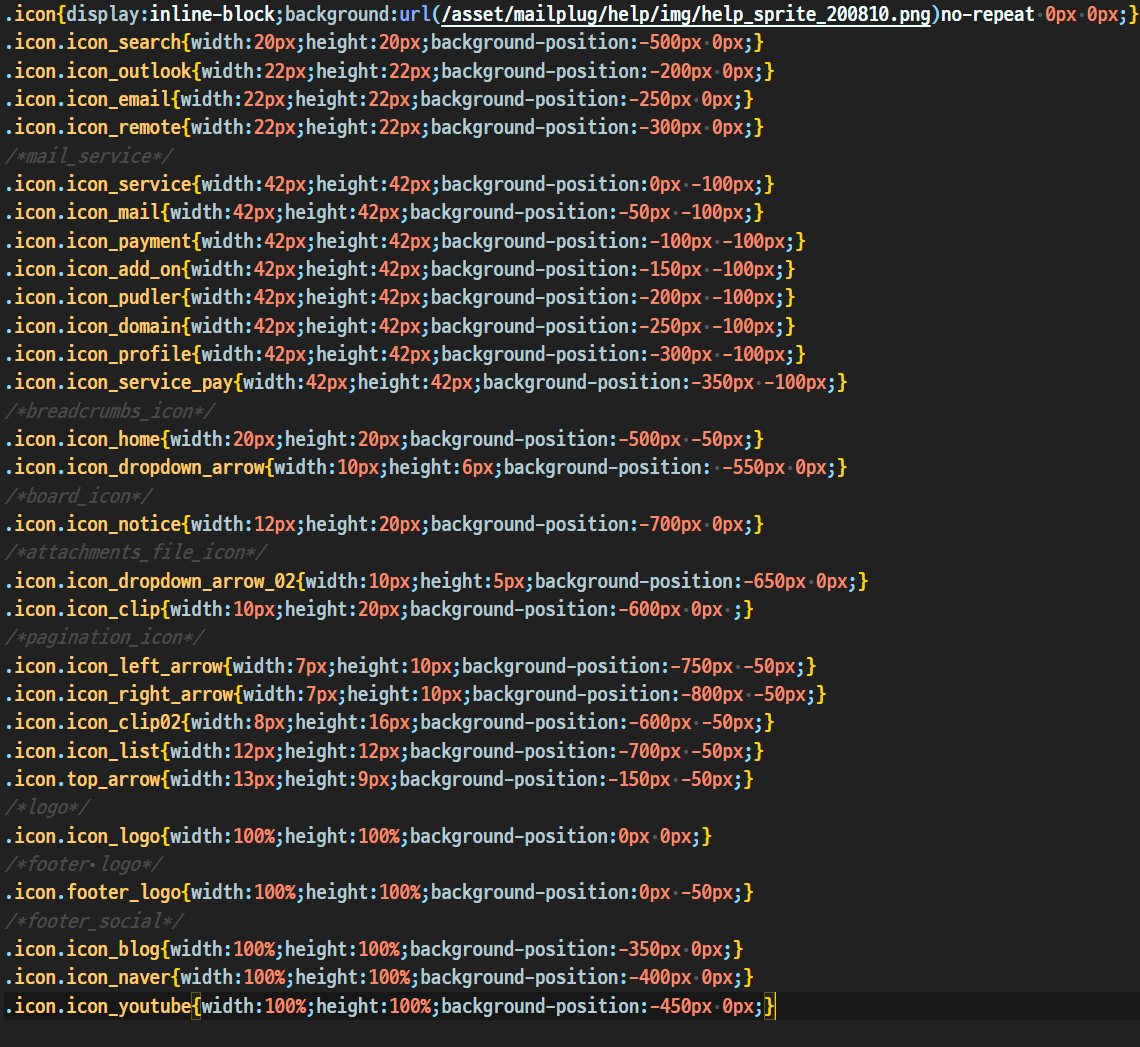 .icon{display:inline-block;background:url(/asset/mailplug/help/img/help_sprite_200810.png)no-repeat 0px 0px;}
.icon.icon_search{width:20px;height:20px;background-position:-500px 0px;}
.icon.icon_outlook{width:22px;height:22px;background-position:-200px 0px;}
.icon.icon_email{width:22px;height:22px;background-position:-250px 0px;}
.icon.icon_remote{width:22px;height:22px;background-position:-300px 0px;}
/*mail_service*/
.icon.icon_service{width:42px;height:42px;background-position:0px -100px;}
.icon.icon_mail{width:42px;height:42px;background-position:-50px -100px;}
.icon.icon_payment{width:42px;height:42px;background-position:-100px -100px;}
.icon.icon_add_on{width:42px;height:42px;background-position:-150px -100px;}
.icon.icon_pudler{width:42px;height:42px;background-position:-200px -100px;}
.icon.icon_domain{width:42px;height:42px;background-position:-250px -100px;}
.icon.icon_profile{width:42px;height:42px;background-position:-300px -100px;}
.icon.icon_service_pay{width:42px;height:42px;background-position:-350px -100px;}
/*breadcrumbs_icon*/
.icon.icon_home{width:20px;height:20px;background-position:-500px -50px;}
.icon.icon_dropdown_arrow{width:10px;height:6px;background-position: -550px 0px;}
/*board_icon*/
.icon.icon_notice{width:12px;height:20px;background-position:-700px 0px;}
/*attachments_file_icon*/
.icon.icon_dropdown_arrow_02{width:10px;height:5px;background-position:-650px 0px;}
.icon.icon_clip{width:10px;height:20px;background-position:-600px 0px ;}
/*pagination_icon*/
.icon.icon_left_arrow{width:7px;height:10px;background-position:-750px -50px;}
.icon.icon_right_arrow{width:7px;height:10px;background-position:-800px -50px;}
.icon.icon_clip02{width:8px;height:16px;background-position:-600px -50px;}
.icon.icon_list{width:12px;height:12px;background-position:-700px -50px;}
.icon.top_arrow{width:13px;height:9px;background-position:-150px -50px;}
/*logo*/
.icon.icon_logo{width:100%;height:100%;background-position:0px 0px;}
/*footer logo*/
.icon.footer_logo{width:100%;height:100%;background-position:0px -50px;}
/*footer_social*/
.icon.icon_blog{width:100%;height:100%;background-position:-350px 0px;}
.icon.icon_naver{width:100%;height:100%;background-position:-400px 0px;}
.icon.icon_youtube{width:100%;height:100%;background-position:-450px 0px;}